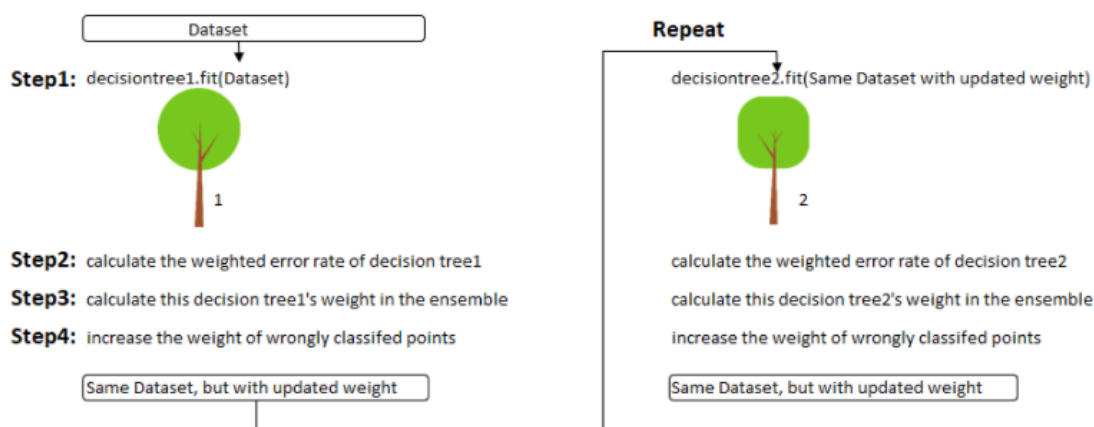 Dataset
Step1: decisiontree1.fit(Dataset)
1
Step2: calculate the weighted error rate of decision tree1
Step3: calculate this decision tree1's weight in the ensemble
Step4: increase the weight of wrongly classifed points
Same Dataset, but with updated weight
Repeat
decisiontree2.fit(Same Dataset with updated weight)
2
calculate the weighted error rate of decision tree2
calculate this decision tree2's weight in the ensemble
increase the weight of wrongly classifed points
Same Dataset, but with updated weight